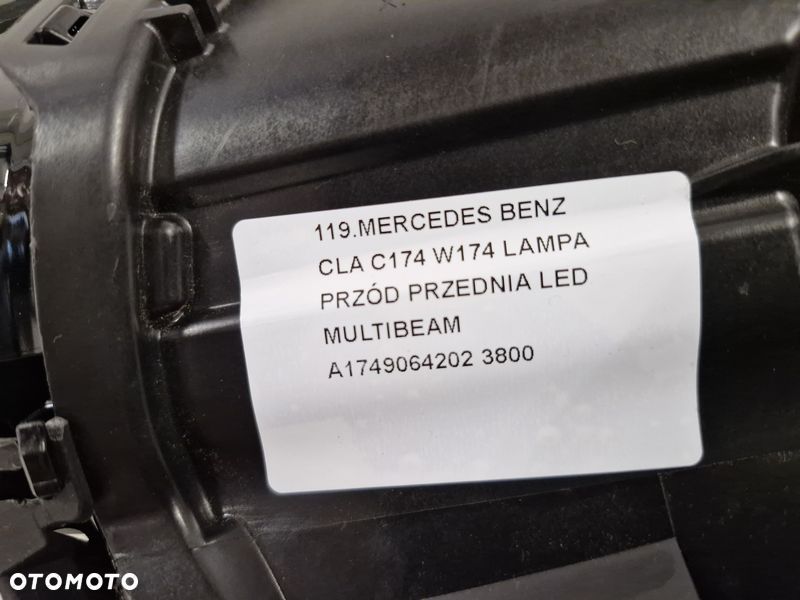 119.MERCEDES BENZ
CLA C174 W174 LAMPA
PRZÓD PRZEDNIA LED
MULTIBEAM
A1749064202 3800
OTOMOTO